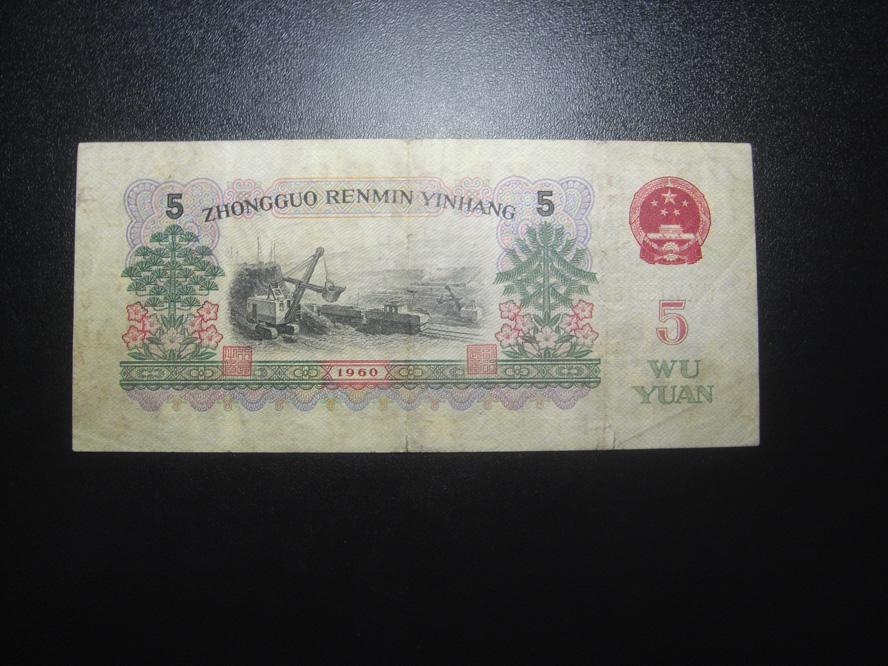 5 ZHONGGUO RENMIN YINHANG 5
5
WU
YUAN
1960